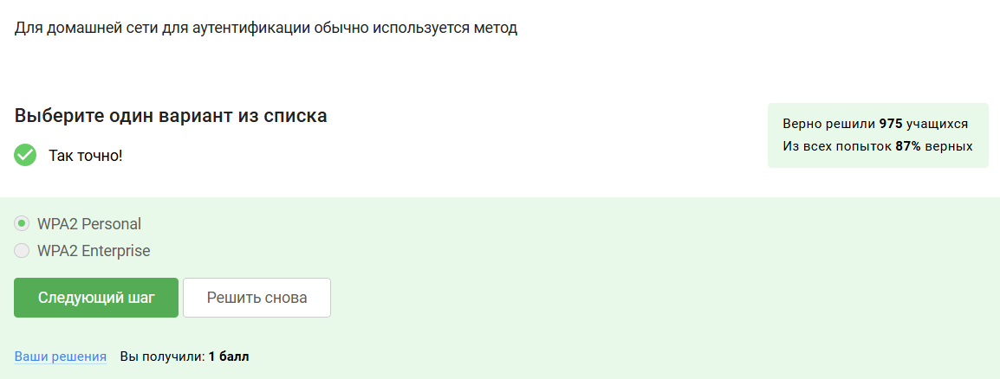 Для домашней сети для аутентификации обычно используется метод
Выберите один вариант из списка
Так точно!
Верно решили 975 учащихся
Из всех попыток 87% верных
WPA2 Personal
WPA2 Enterprise
Следующий шаг
Решить снова
Ваши решения Вы получили: 1 балл